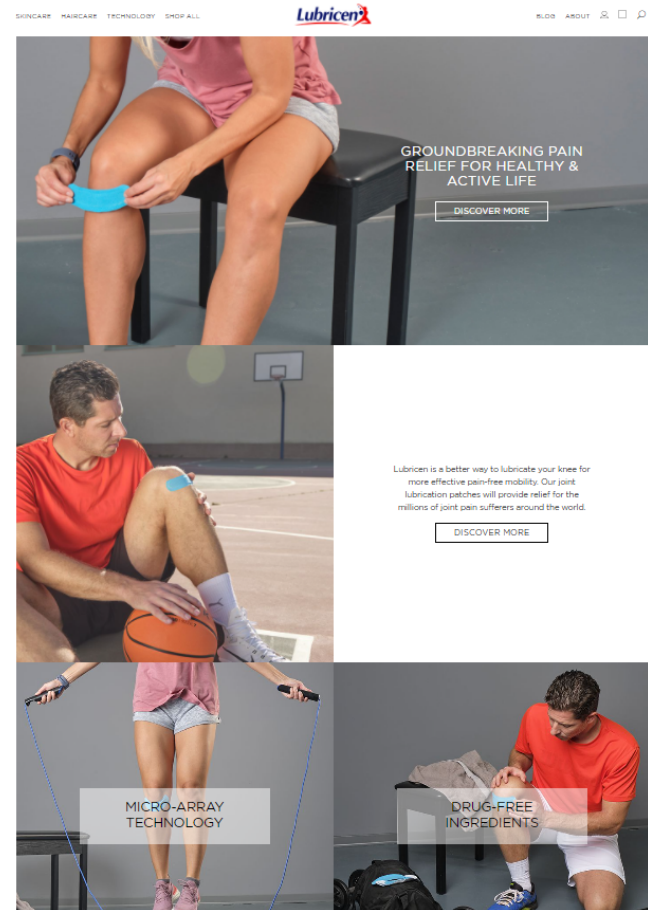 SKINCARE HAIRCARE TECHNOLOGY SHOP ALL
Lubricen
BLOG ABOUT
GROUNDBREAKING PAIN
RELIEF FOR HEALTHY &
ACTIVE LIFE
DISCOVER MORE
Lubricen is a better way to lubricate your knee for
more effective pain-free mobility. Our joint
lubrication patches will provide relief for the
millions of joint pain sufferers around the world.
DISCOVER MORE
MICRO-ARRAY
TECHNOLOGY
DRUG-FREE
INGREDIENTS